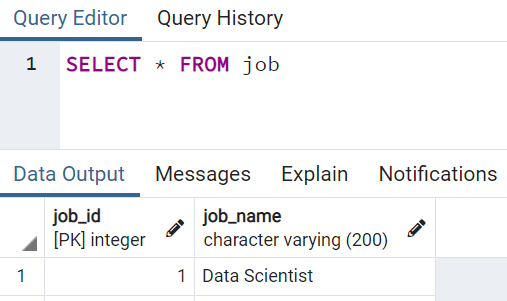 Query Editor Query History
1 SELECT * FROM job
Data Output Messages Explain Notifications
job_id job_name
[PK] integer character varying (200)
1 1 Data Scientist